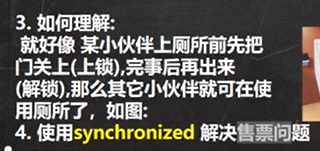 3. 如何理解:
就好像 某小伙伴上厕所前先把
门关上(上锁),完事后再出来
(解锁),那么其它小伙伴就可在使
用厕所了，如图:
4. 使用synchronized 解决售票问题